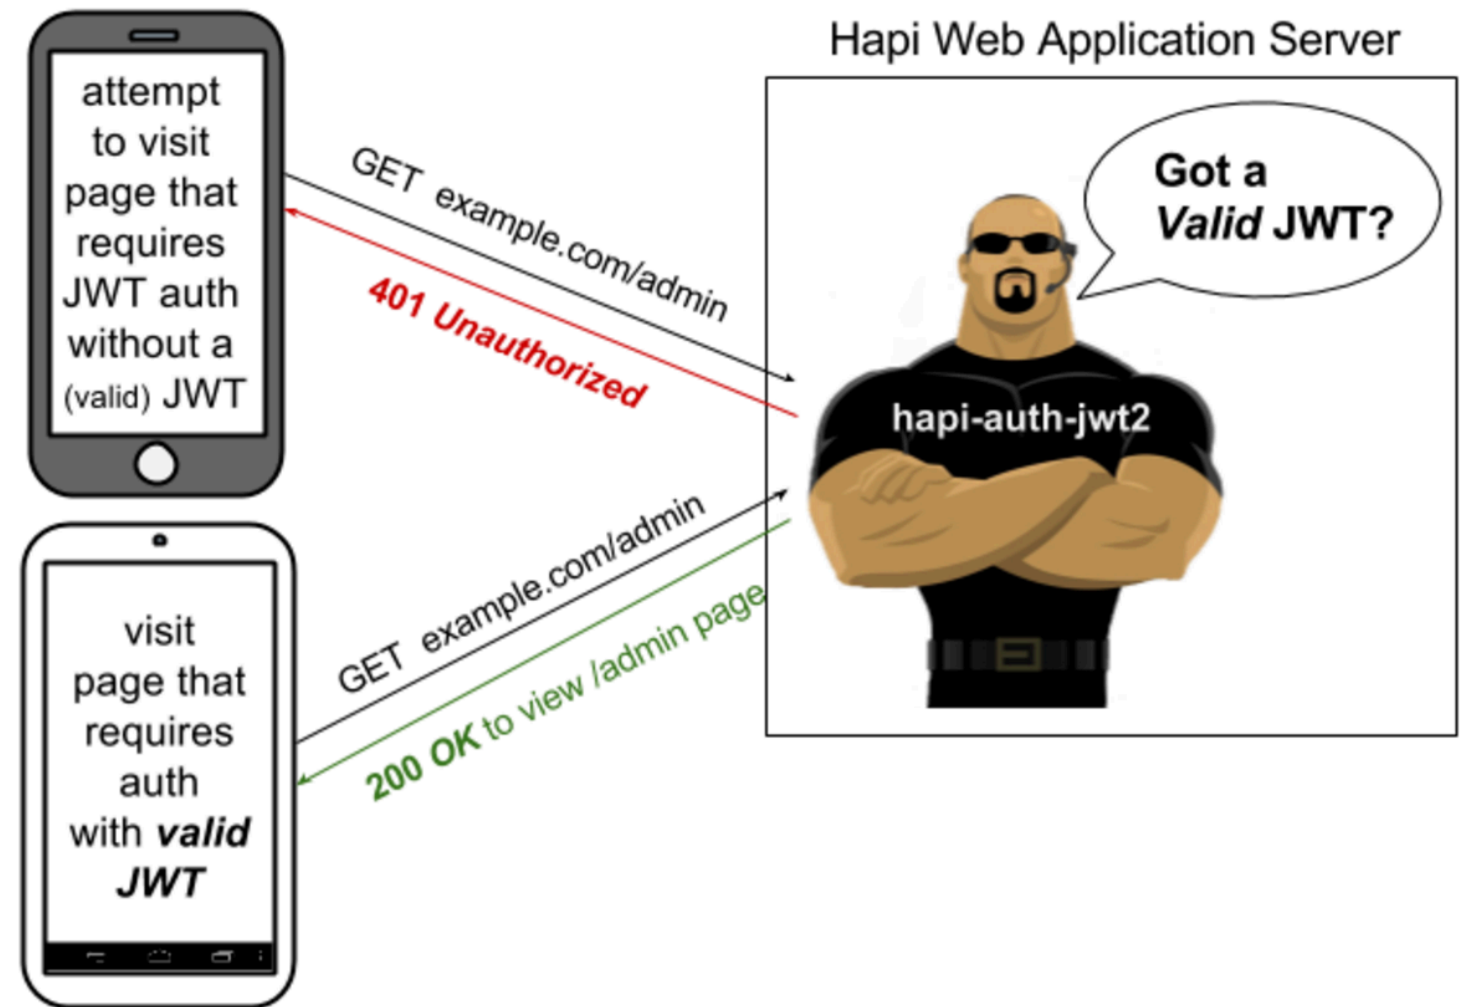 Hapi Web Application Server
attempt
to visit
page that
requires
JWT auth
without a
(valid) JWT
GET example.com/admin
401 Unauthorized
Got a
Valid JWT?
hapi-auth-jwt2
visit
page that
requires
auth
with valid
JWT
GET example.com/admin
200 OK to view /admin page